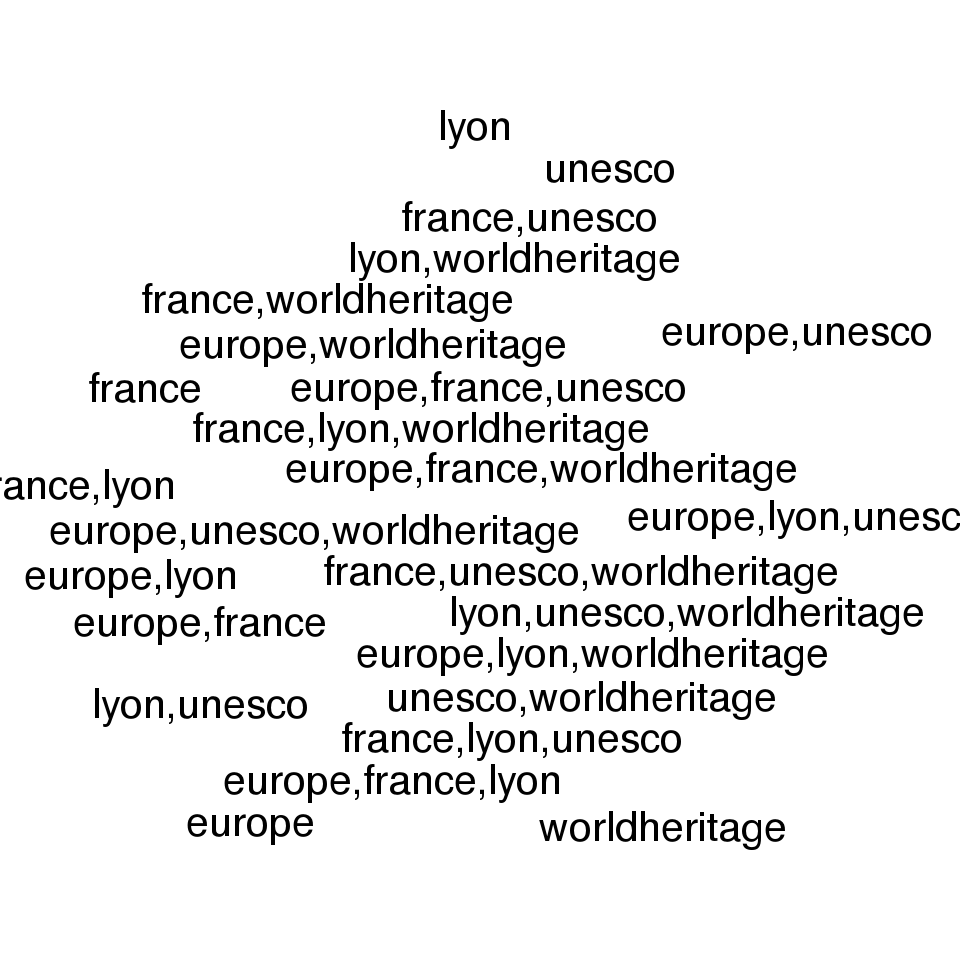 lyon
unesco
france,unesco
lyon,worldheritage
france,worldheritage
europe,unesco
europe,worldheritage
france
europe,france,unesco
france,lyon,worldheritage
europe,france,worldheritage
rance,lyon
europe,lyon,unesc
europe,unesco,worldheritage
france,unesco,worldheritage
europe,lyon
lyon,unesco,worldheritage
europe,france
europe,lyon,worldheritage
unesco,worldheritage
lyon,unesco
france,lyon,unesco
europe,france,lyon
europe
worldheritage